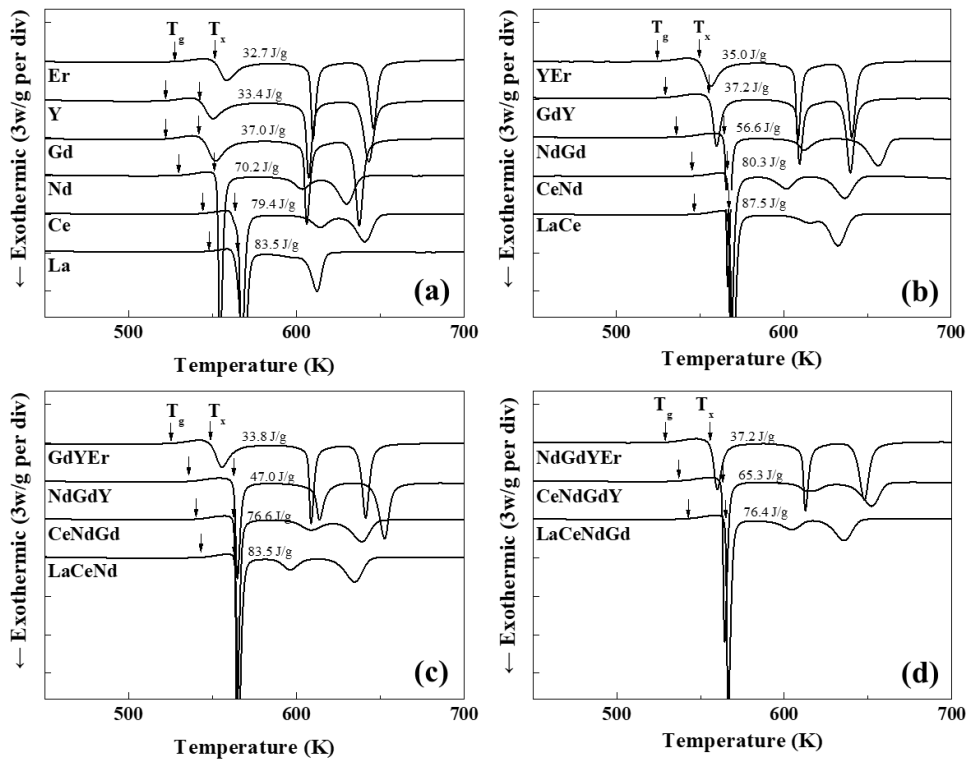 ← Exothermic (3w/g per div)
Tg Tx
Er
32.7 J/g
Y
33.4 J/g
Gd
37.0 J/g
Nd
70.2 J/g
Ce
79.4 J/g
La
83.5 J/g
(a)
500 600 700
Temperature (K)
← Exothermic (3w/g per div)
Tg Tx
YEr
35.0 J/g
GdY
37.2 J/g
NdGd
56.6 J/g
CeNd
80.3 J/g
LaCe
87.5 J/g
(b)
500 600 700
Temperature (K)
← Exothermic (3w/g per div)
Tg Tx
GdYEr
33.8 J/g
NdGdY
47.0 J/g
CeNdGd
76.6 J/g
LaCeNd
83.5 J/g
(c)
500 600 700
Temperature (K)
← Exothermic (3w/g per div)
Tg Tx
NdGdYEr
37.2 J/g
CeNdGdY
65.3 J/g
LaCeNdGd
76.4 J/g
(d)
500 600 700
Temperature (K)